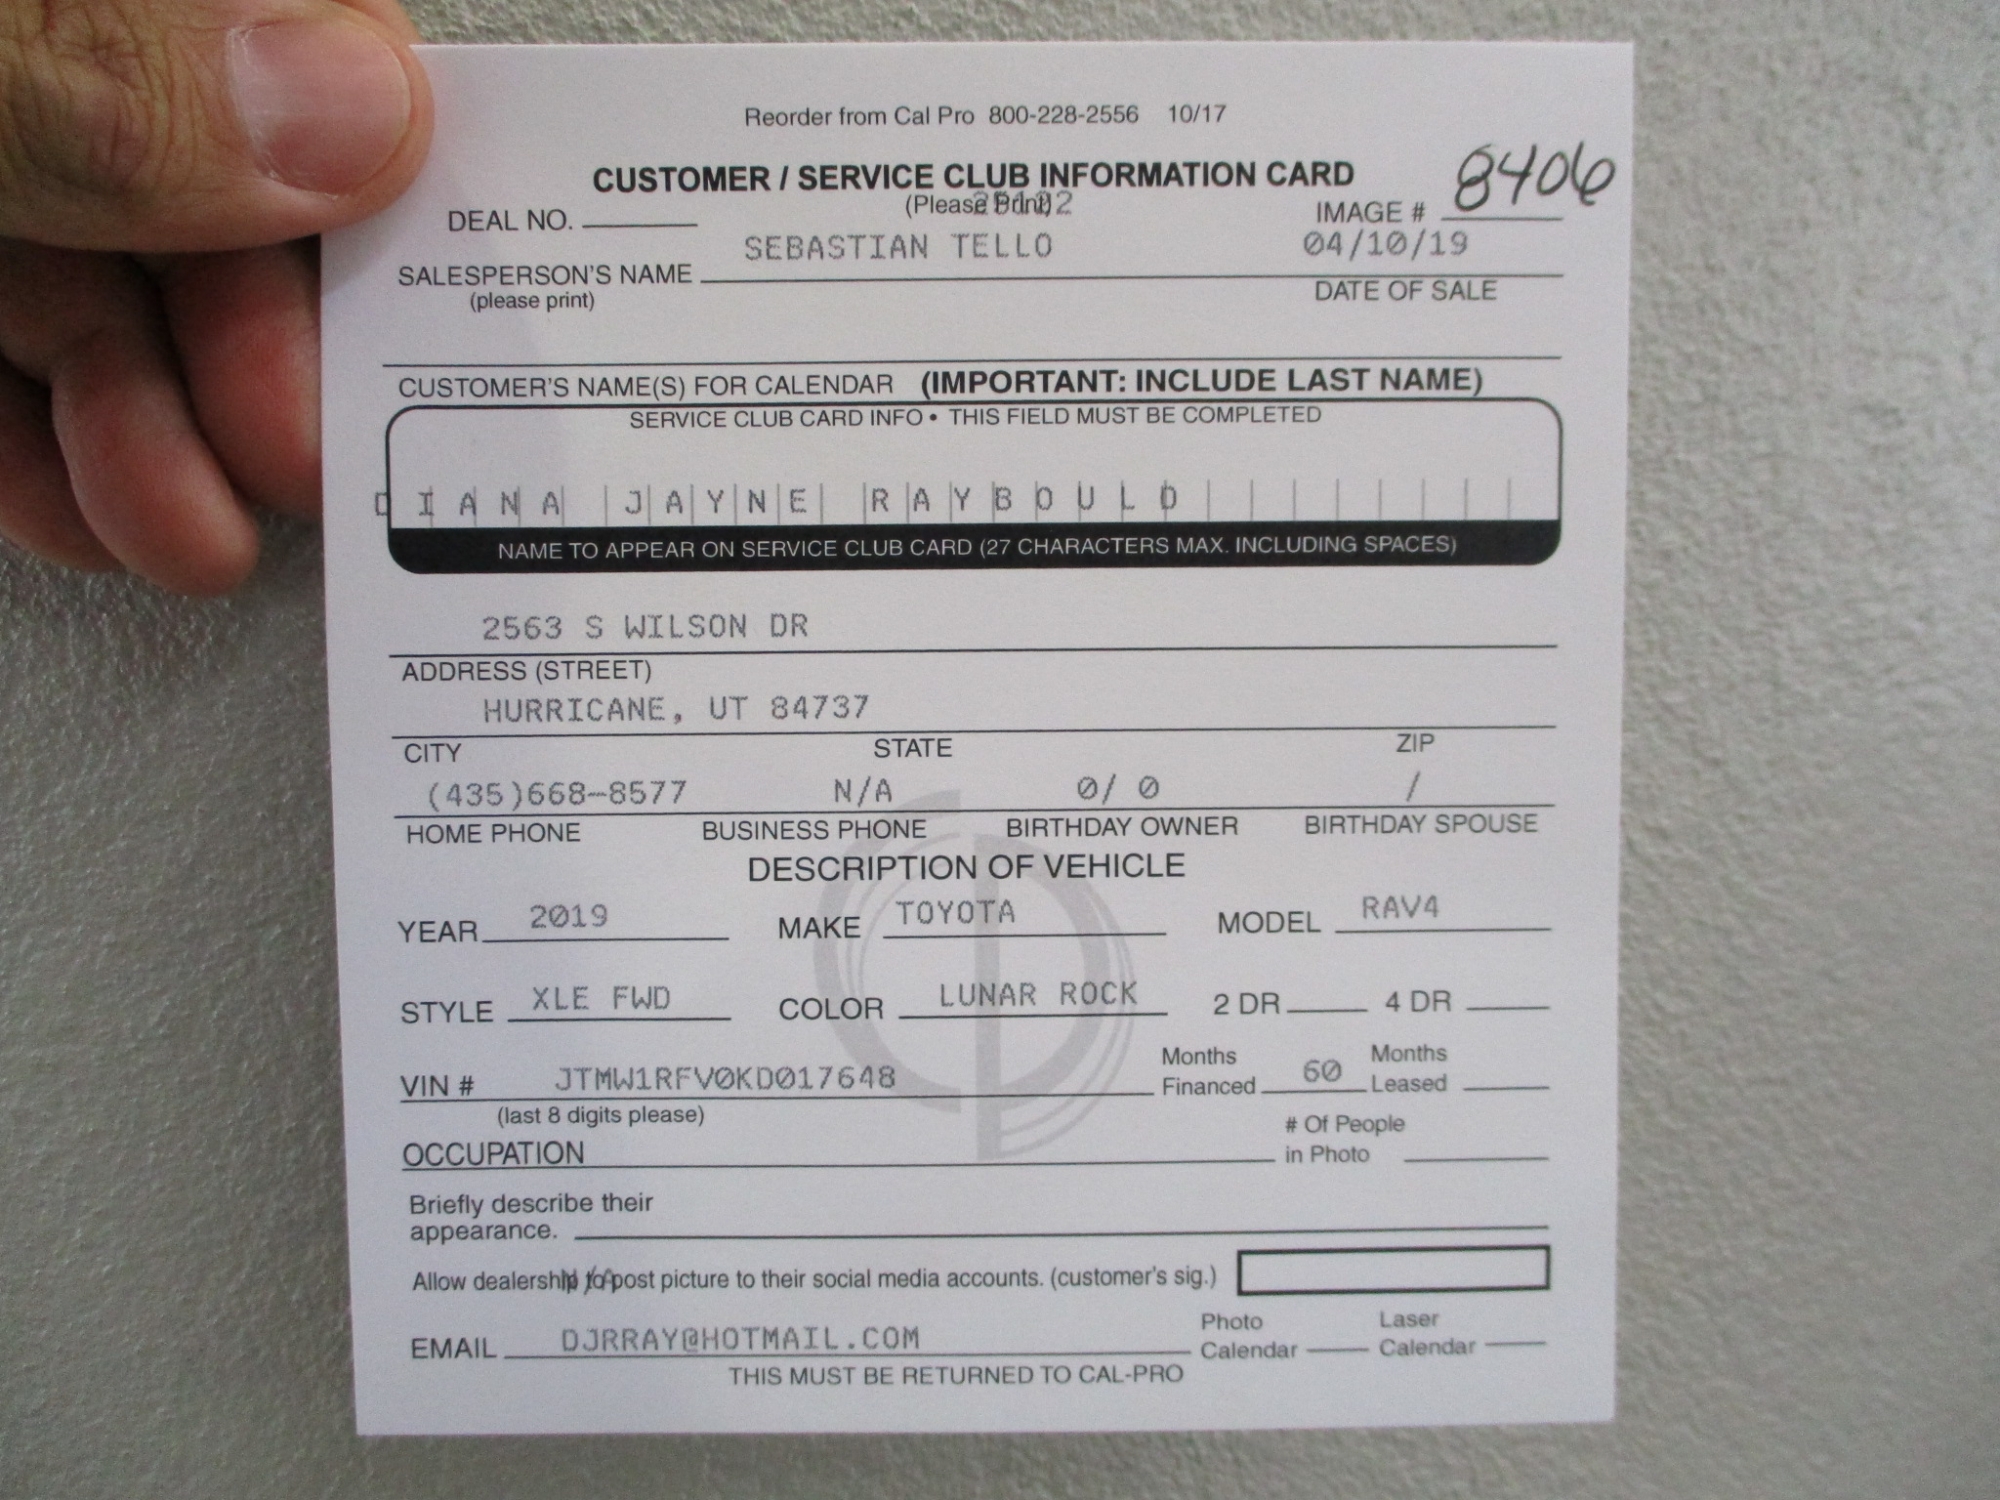 Reorder from Cal Pro 800-228-2556 10/17
CUSTOMER / SERVICE CLUB INFORMATION CARD 8406
(Please Print)
DEAL NO. IMAGE #
SEBASTIAN TELLO 04/10/19
SALESPERSON'S NAME DATE OF SALE
(please print)
CUSTOMER'S NAME(S) FOR CALENDAR (IMPORTANT: INCLUDE LAST NAME)
SERVICE CLUB CARD INFO • THIS FIELD MUST BE COMPLETED
DIANA JAYNE RAYBOULD
NAME TO APPEAR ON SERVICE CLUB CARD (27 CHARACTERS MAX. INCLUDING SPACES)
2563 S WILSON DR
ADDRESS (STREET)
HURRICANE, UT 84737
CITY STATE ZIP
(435)668-8577 N/A 0/ 0 /
HOME PHONE BUSINESS PHONE BIRTHDAY OWNER BIRTHDAY SPOUSE
DESCRIPTION OF VEHICLE
YEAR 2019 MAKE TOYOTA MODEL RAV4
STYLE XLE FWD COLOR LUNAR ROCK 2 DR 4 DR
VIN # JTMW1RFV0KD017648 Months Financed 60 Months Leased
(last 8 digits please)
OCCUPATION # Of People in Photo
Briefly describe their
appearance.
Allow dealership to post picture to their social media accounts. (customer's sig.)
EMAIL DJRRAY@HOTMAIL.COM Photo Calendar Laser Calendar
THIS MUST BE RETURNED TO CAL-PRO